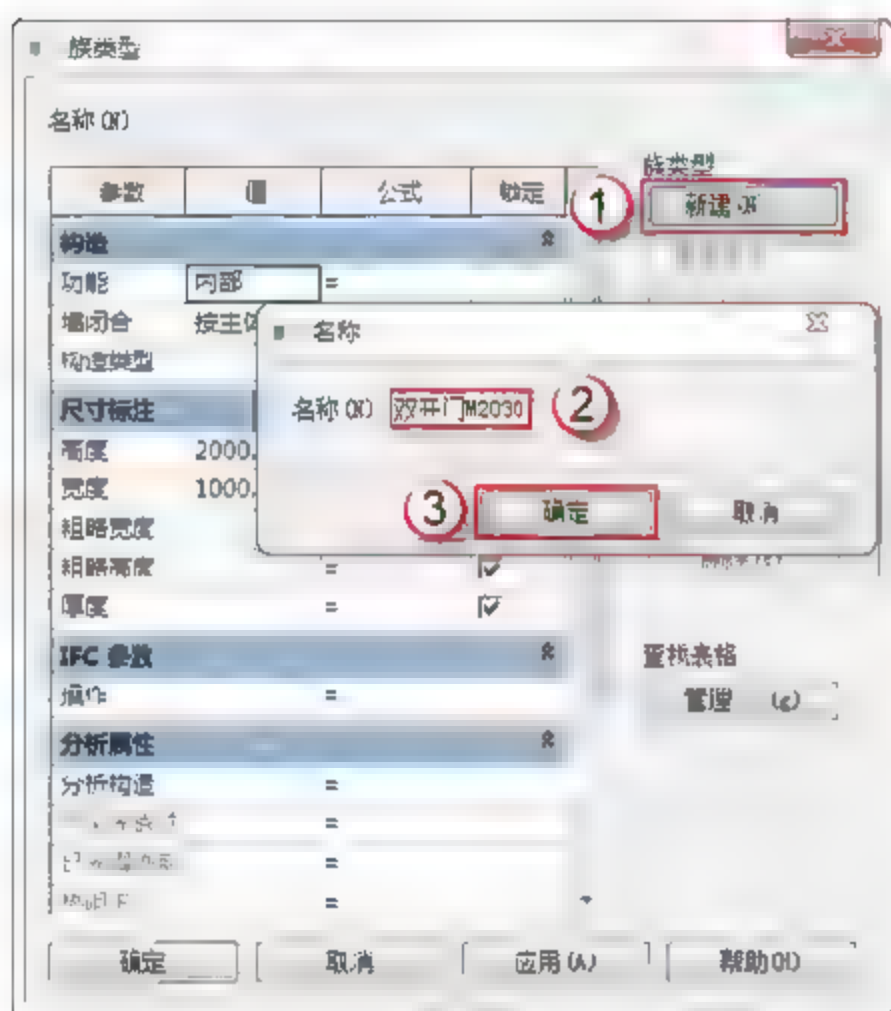 族类型
名称(N)
族类型
参数 值 公式 锁定
① 新建(N)
构造
功能 内部 =
墙闭合 按主体
构造类型
名称
名称(N) 双开门M2030 ②
③ 确定 取消
尺寸标注
高度 2000.
宽度 1000.
粗略宽度
粗略高度 =
厚度 =
IFC 参数
操作 =
查找表格
管理 (G)
分析属性
分析构造 =
=
=
=
确定 取消 应用(A) 帮助(H)